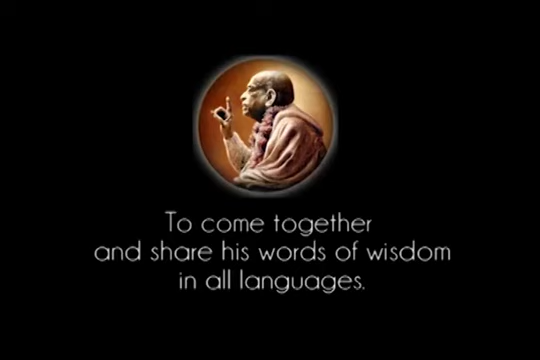 To come together
and share his words of wisdom
in all languages.